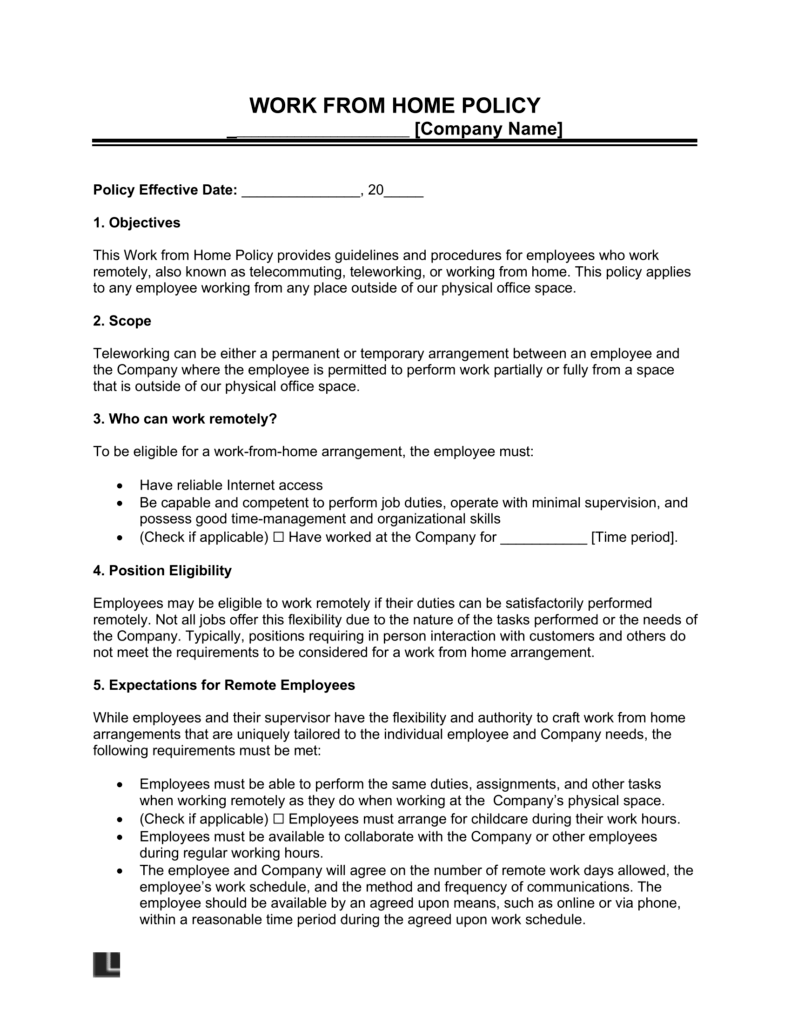 WORK FROM HOME POLICY
____________________ [Company Name]
Policy Effective Date: _______________, 20_____
1. Objectives
This Work from Home Policy provides guidelines and procedures for employees who work
remotely, also known as telecommuting, teleworking, or working from home. This policy applies
to any employee working from any place outside of our physical office space.
2. Scope
Teleworking can be either a permanent or temporary arrangement between an employee and
the Company where the employee is permitted to perform work partially or fully from a space
that is outside of our physical office space.
3. Who can work remotely?
To be eligible for a work-from-home arrangement, the employee must:
• Have reliable Internet access
• Be capable and competent to perform job duties, operate with minimal supervision, and
possess good time-management and organizational skills
• (Check if applicable) ☐ Have worked at the Company for ___________ [Time period].
4. Position Eligibility
Employees may be eligible to work remotely if their duties can be satisfactorily performed
remotely. Not all jobs offer this flexibility due to the nature of the tasks performed or the needs of
the Company. Typically, positions requiring in person interaction with customers and others do
not meet the requirements to be considered for a work from home arrangement.
5. Expectations for Remote Employees
While employees and their supervisor have the flexibility and authority to craft work from home
arrangements that are uniquely tailored to the individual employee and Company needs, the
following requirements must be met:
• Employees must be able to perform the same duties, assignments, and other tasks
when working remotely as they do when working at the  Company's physical space.
• (Check if applicable) ☐ Employees must arrange for childcare during their work hours.
• Employees must be available to collaborate with the Company or other employees
during regular working hours.
• The employee and Company will agree on the number of remote work days allowed, the
employee's work schedule, and the method and frequency of communications. The
employee should be available by an agreed upon means, such as online or via phone,
within a reasonable time period during the agreed upon work schedule.